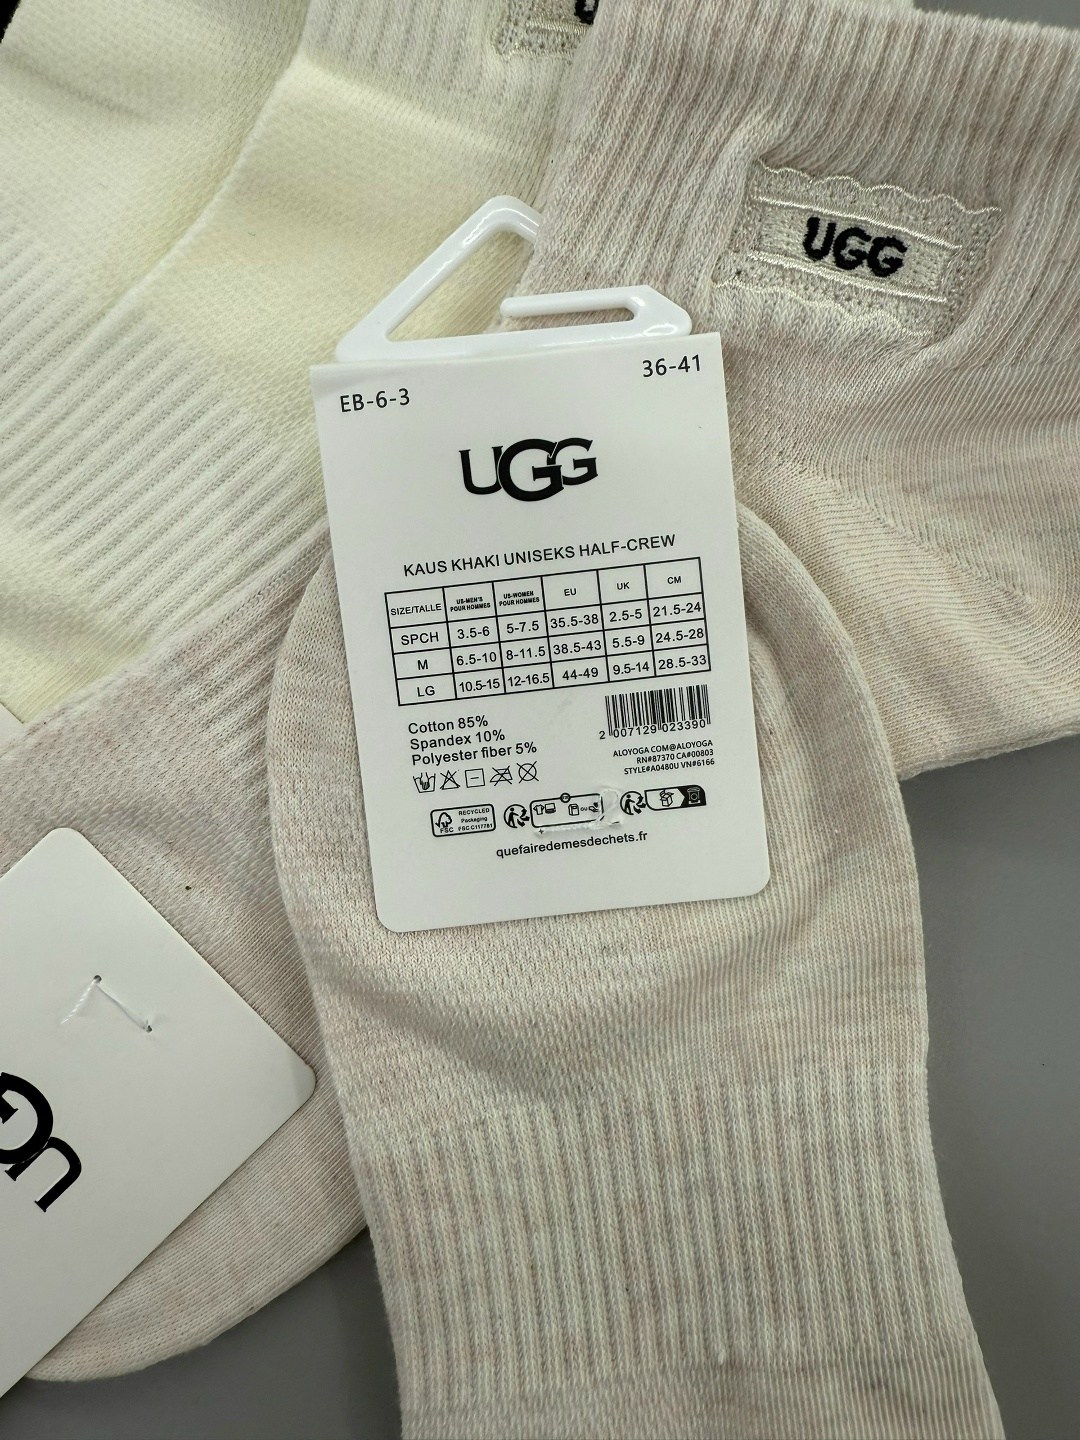 UGG
EB-6-3
36-41
UGG
KAUS KHAKI UNISEKS HALF-CREW
SIZE/TALLE US-MEN'S POUR HOMMES US-WOMEN POUR HOMMES EU UK CM
SPCH 3.5-6 5-7.5 35.5-38 2.5-5 21.5-24
M 6.5-10 8-11.5 38.5-43 5.5-9 24.5-28
LG 10.5-15 12-16.5 44-49 9.5-14 28.5-33
Cotton 85%
Spandex 10%
Polyester fiber 5%
2 007129 023390
ALOYOGA COM@ALOYOGA
RN#87370 CA#00803
STYLE#A0480U VN#6166
RECYCLED
Packaging
FSC FSC C117781
OU
quefairedemesdechets.fr
UG